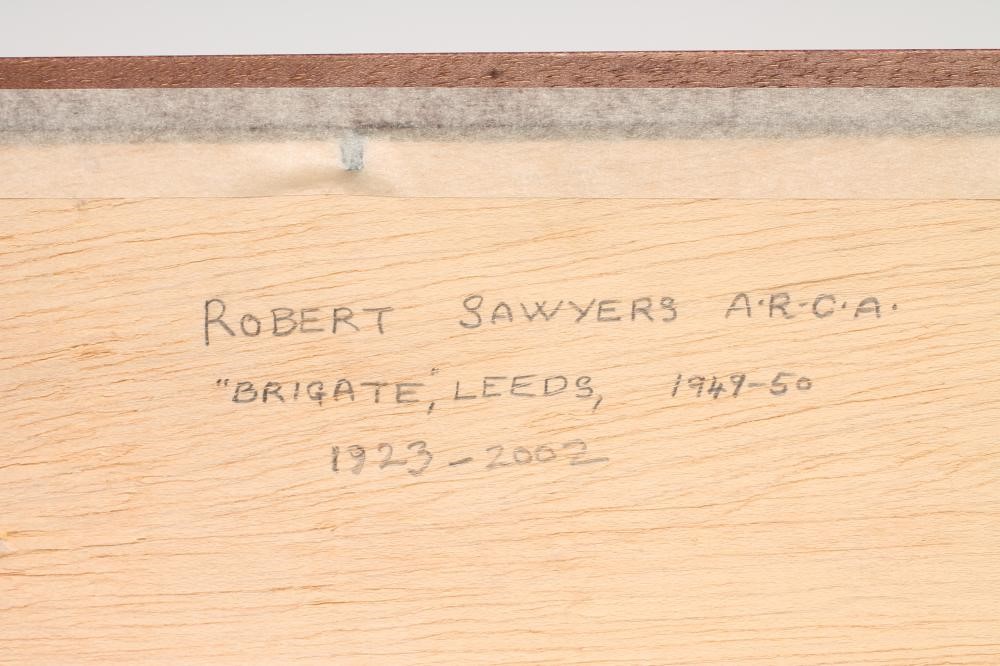 ROBERT SAWYERS A·R·C·A·
"BRIGATE", LEEDS, 1949-50
1923-2002